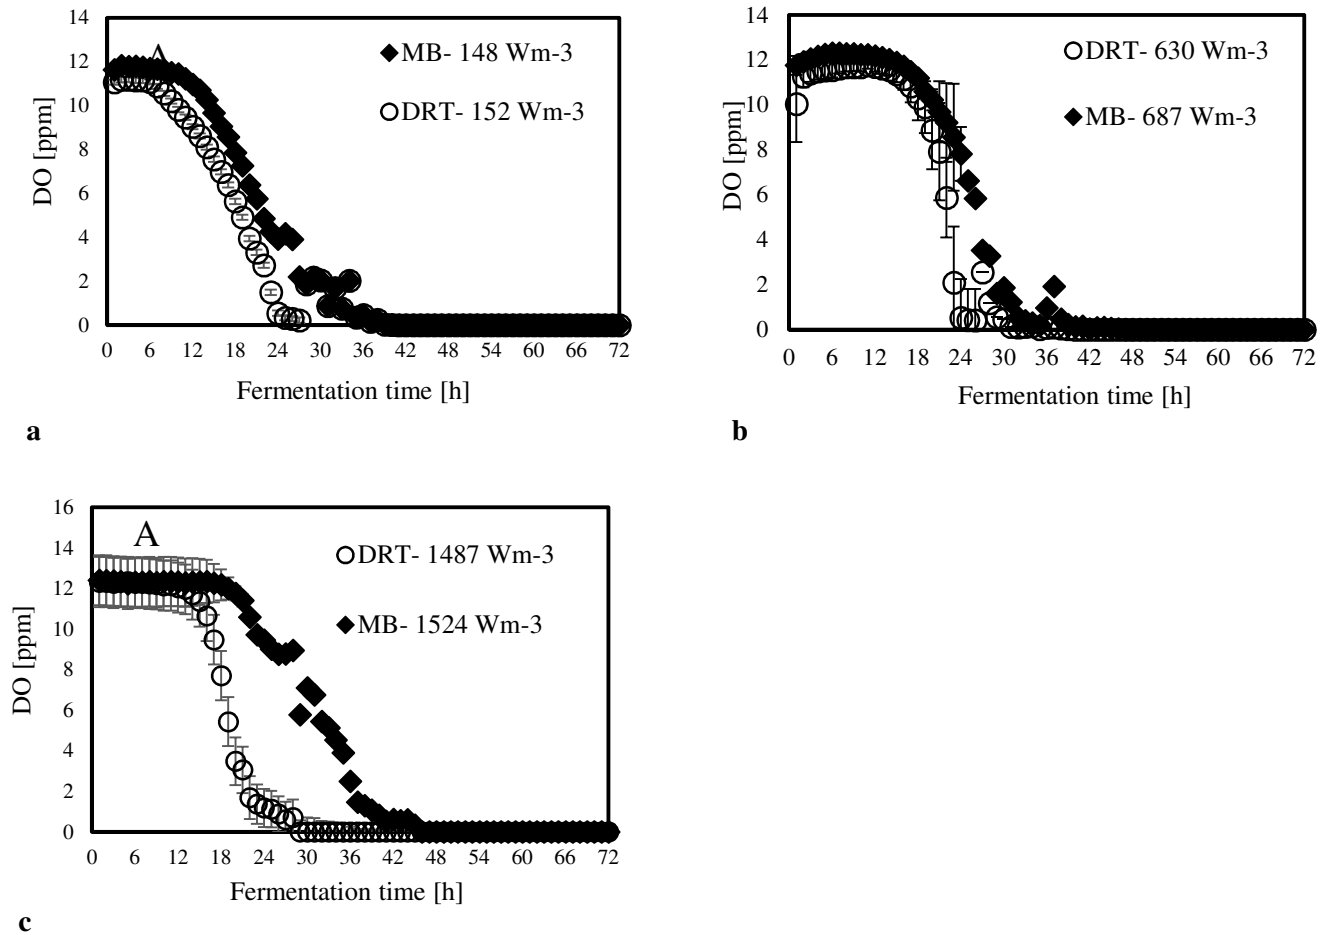 14
12
10
8
6
4
2
0
DO [ppm]
A
MB- 148 Wm-3
DRT- 152 Wm-3
0 6 12 18 24 30 36 42 48 54 60 66 72
Fermentation time [h]
a
14
12
10
8
6
4
2
0
DO [ppm]
DRT- 630 Wm-3
MB- 687 Wm-3
0 6 12 18 24 30 36 42 48 54 60 66 72
Fermentation time [h]
b
16
14
12
10
8
6
4
2
0
DO [ppm]
A
DRT- 1487 Wm-3
MB- 1524 Wm-3
0 6 12 18 24 30 36 42 48 54 60 66 72
Fermentation time [h]
c